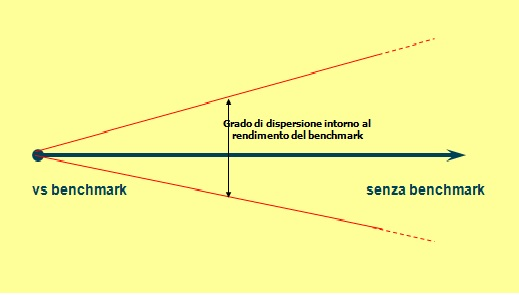 Grado di dispersione intorno al
rendimento del benchmark
vs benchmark
senza benchmark